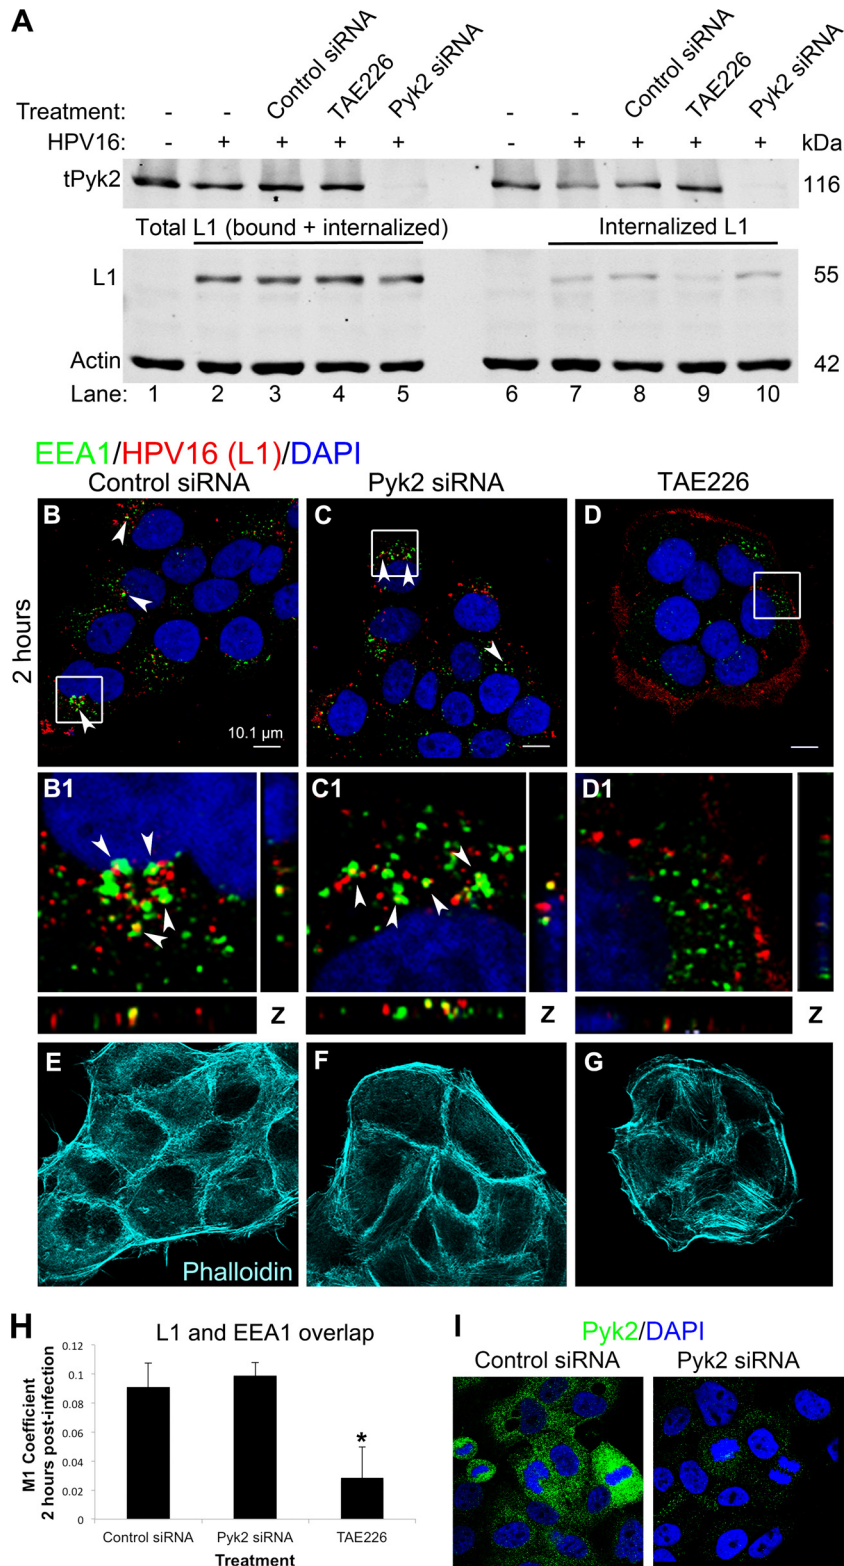 A
Control siRNA
TAE226
Pyk2 siRNA
Control siRNA
TAE226
Pyk2 siRNA
Treatment: - - - -
HPV16: - + + + + - + + + + kDa
tPyk2 116
Total L1 (bound + internalized) Internalized L1
L1 55
Actin 42
Lane: 1 2 3 4 5 6 7 8 9 10
EEA1/HPV16 (L1)/DAPI
Control siRNA Pyk2 siRNA TAE226
2 hours
B C D
10.1 µm
B1 C1 D1
Z Z
E F G
Phalloidin
H
L1 and EEA1 overlap
M1 Coefficient
2 hours post-infection
0.12
0.1
0.08
0.06
0.04
0.02
0
*
Control siRNA Pyk2 siRNA TAE226
Treatment
I
Pyk2/DAPI
Control siRNA Pyk2 siRNA